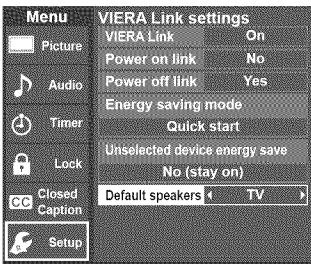 Menu
Picture
Audio
Timer
Lock
CC Closed
Caption
Setup
VIERA Link settings
VIERA Link On
Power on link No
Power off link Yes
Energy saving mode
Quick start
Unselected device energy save
No (stay on)
Default speakers TV